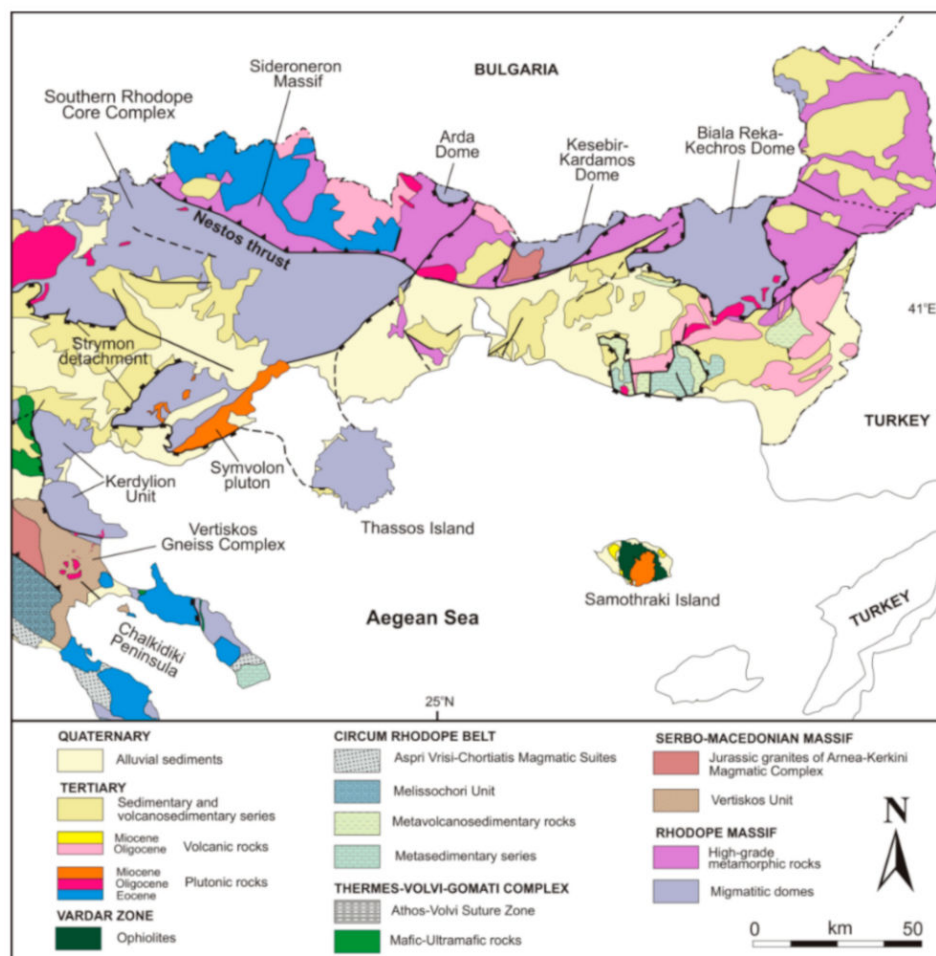 BULGARIA
Sideroneron
Massif
Southern Rhodope
Core Complex
Arda
Dome
Kesebir-
Kardamos
Dome
Biala Reka-
Kechros Dome
Nestos thrust
41°E
Strymon
detachment
TURKEY
Kerdylion
Unit
Symvolon
pluton
Thassos Island
Vertiskos
Gneiss Complex
Samothraki Island
Aegean Sea
TURKEY
Chalkidiki
Peninsula
25°N
QUATERNARY
Alluvial sediments
TERTIARY
Sedimentary and
volcanosedimentary series
Miocene
Oligocene
Volcanic rocks
Miocene
Oligocene
Eocene
Plutonic rocks
VARDAR ZONE
Ophiolites
CIRCUM RHODOPE BELT
Aspri Vrisi-Chortiatis Magmatic Suites
Melissochori Unit
Metavolcanosedimentary rocks
Metasedimentary series
THERMES-VOLVI-GOMATI COMPLEX
Athos-Volvi Suture Zone
Mafic-Ultramafic rocks
SERBO-MACEDONIAN MASSIF
Jurassic granites of Arnea-Kerkini
Magmatic Complex
Vertiskos Unit
RHODOPE MASSIF
High-grade
metamorphic rocks
Migmatitic domes
N
0 km 50